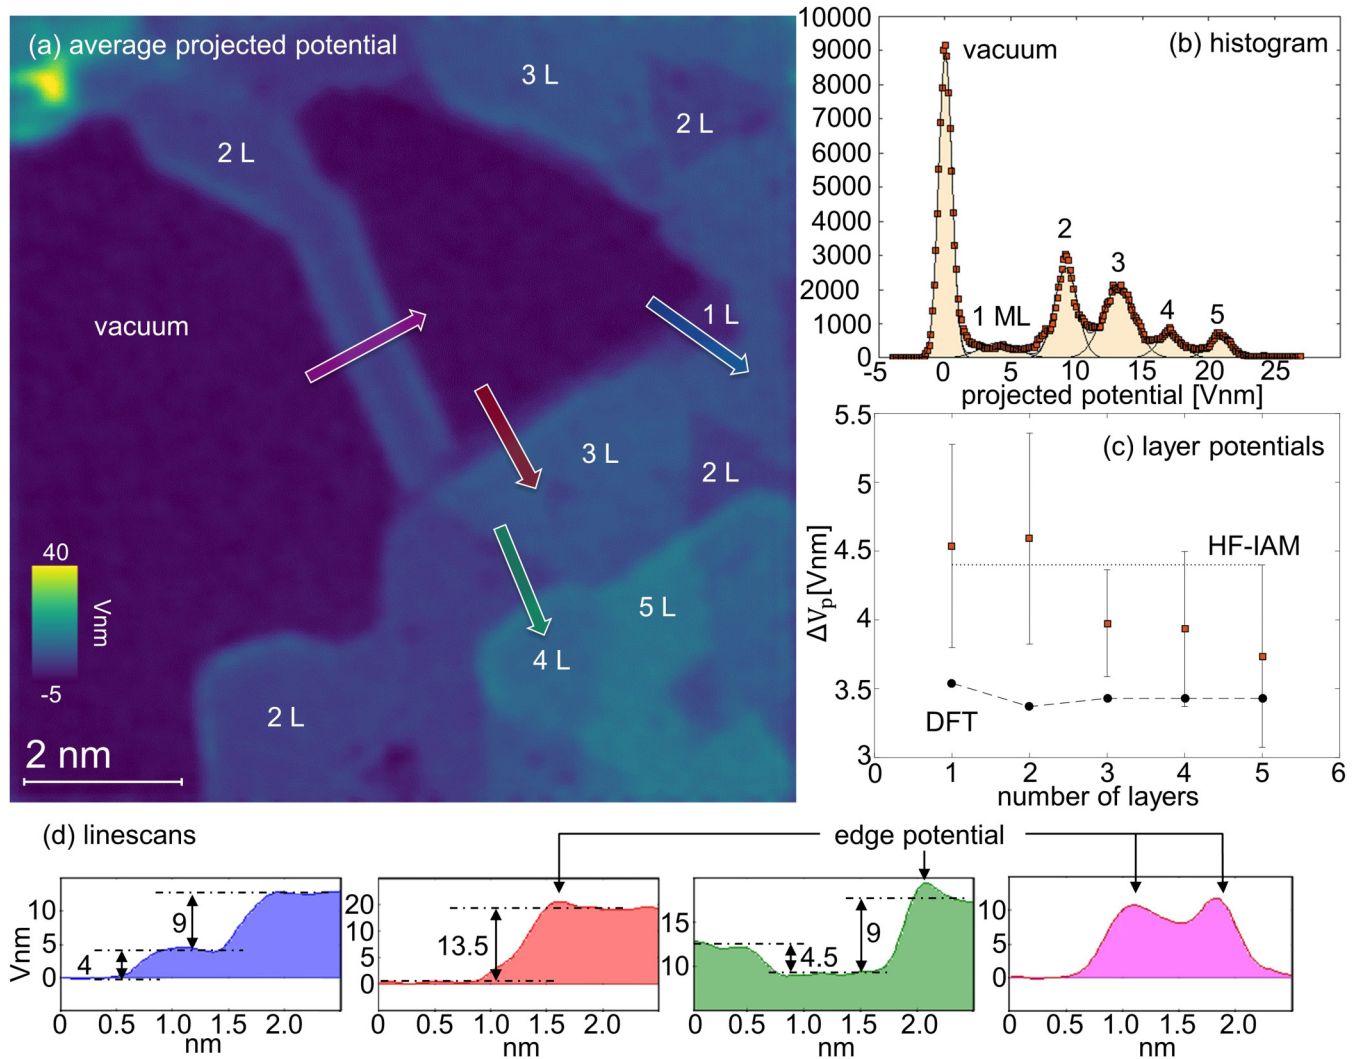 (a) average projected potential
3 L
2 L
2 L
vacuum
1 L
3 L
2 L
5 L
4 L
2 L
40
Vnm
-5
2 nm
(b) histogram
vacuum
10000
9000
8000
7000
6000
5000
4000
3000
2000
1000
0
1 ML
2
3
4
5
-5 0 5 10 15 20 25
projected potential [Vnm]
(c) layer potentials
5.5
5
4.5
4
3.5
3
ΔVp[Vnm]
HF-IAM
DFT
0 1 2 3 4 5 6
number of layers
(d) linescans
edge potential
Vnm
10
5
0
9
4
0 0.5 1.0 1.5 2.0
nm
20
10
5
0
13.5
0 0.5 1.0 1.5 2.0
nm
15
10
4.5
9
0 0.5 1.0 1.5 2.0
nm
10
5
0
0 0.5 1.0 1.5 2.0
nm